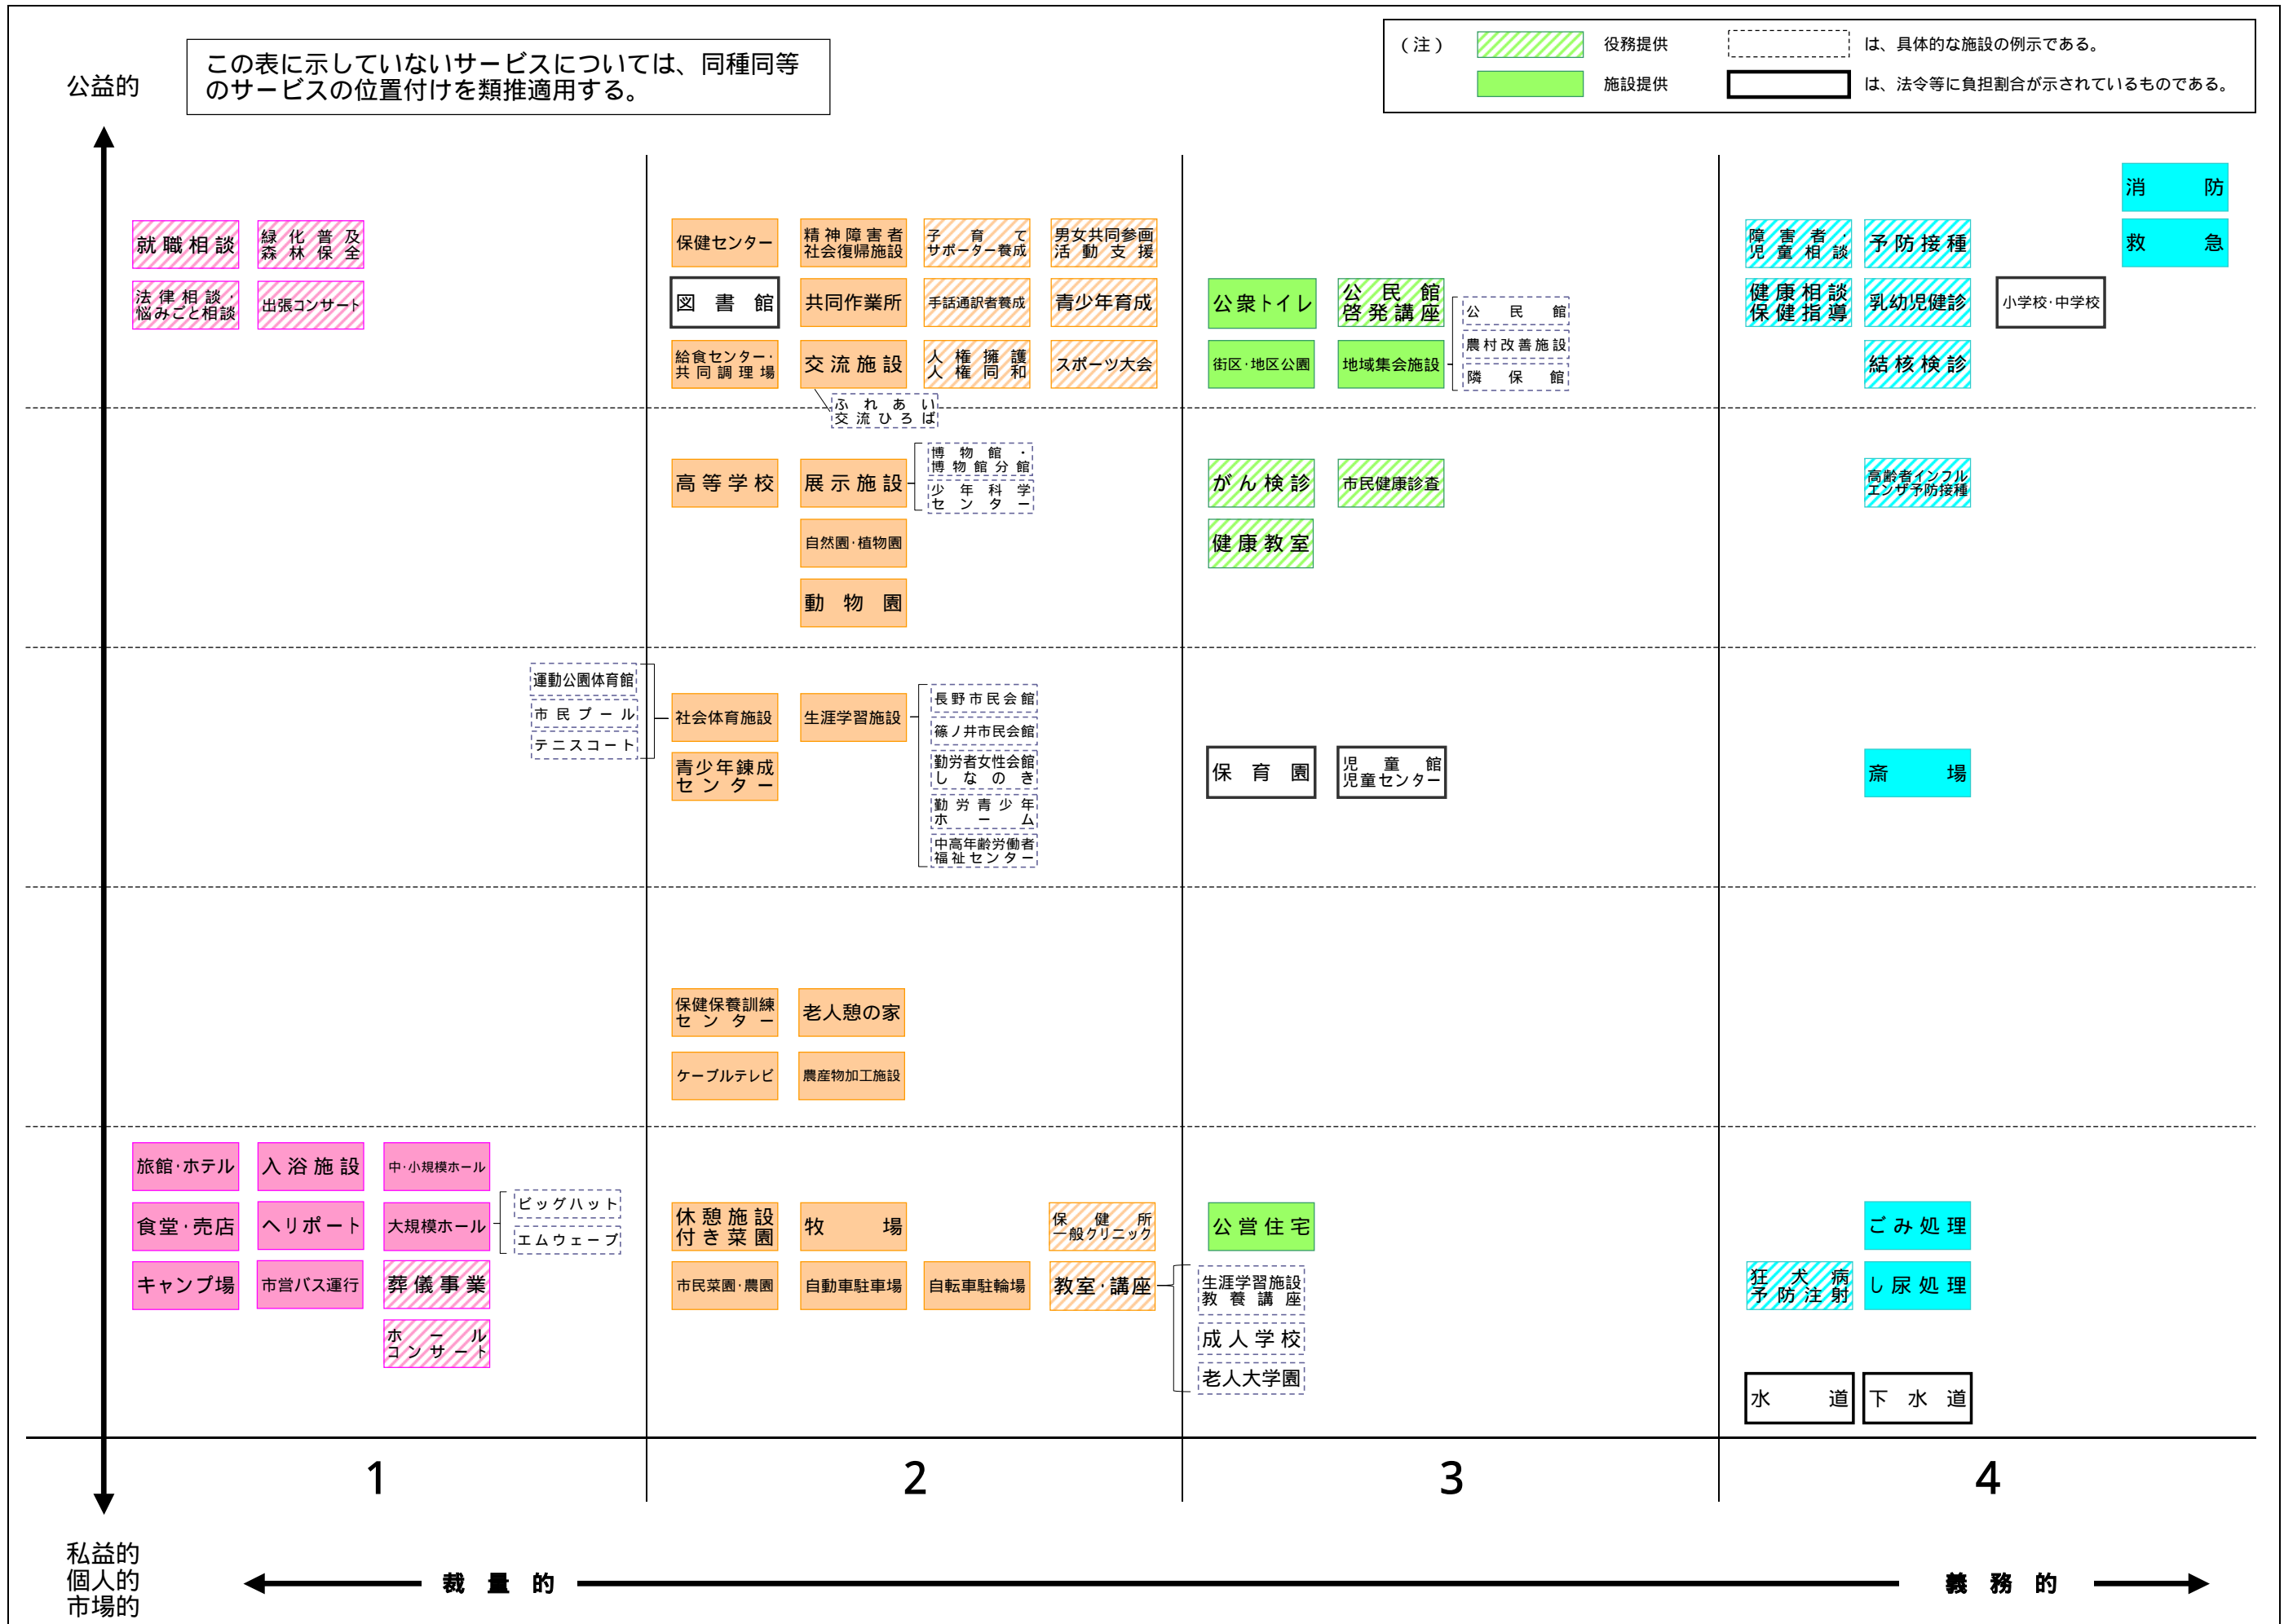 公益的
この表に示していないサービスについては、同種同等
のサービスの位置付けを類推適用する。
（注）
役務提供
は、具体的な施設の例示である。
施設提供
は、法令等に負担割合が示されているものである。
就職相談
緑化普及
森林保全
法律相談・
悩みごと相談
出張コンサート
保健センター
精神障害者
社会復帰施設
子育て
サポーター養成
男女共同参画
活動支援
図書館
共同作業所
手話通訳者養成
青少年育成
給食センター・
共同調理場
交流施設
人権擁護
人権同和
スポーツ大会
ふれあい
交流ひろば
公衆トイレ
公民館
啓発講座
街区・地区公園
地域集会施設
公民館
農村改善施設
隣保館
障害者・
児童相談
予防接種
消防
救急
健康相談
保健指導
乳幼児健診
小学校・中学校
結核検診
高等学校
展示施設
博物館・
博物館分館
少年科学
センター
自然園・植物園
動物園
がん検診
市民健康診査
健康教室
高齢者インフル
エンザ予防接種
運動公園体育館
市民プール
テニスコート
社会体育施設
生涯学習施設
青少年錬成
センター
長野市民会館
篠ノ井市民会館
勤労者女性会館
しなのき
勤労青少年
ホーム
中高年齢労働者
福祉センター
保育園
児童館
児童センター
斎場
保健保養訓練
センター
老人憩の家
ケーブルテレビ
農産物加工施設
旅館・ホテル
入浴施設
中・小規模ホール
食堂・売店
ヘリポート
大規模ホール
ビッグハット
エムウェーブ
キャンプ場
市営バス運行
葬儀事業
ホール
コンサート
休憩施設
付き菜園
牧場
保健所
一般クリニック
市民菜園・農園
自動車駐車場
自転車駐輪場
教室・講座
公営住宅
生涯学習施設
教養講座
成人学校
老人大学園
ごみ処理
狂犬病
予防注射
し尿処理
水道
下水道
1
2
3
4
私益的
個人的
市場的
裁量的
義務的